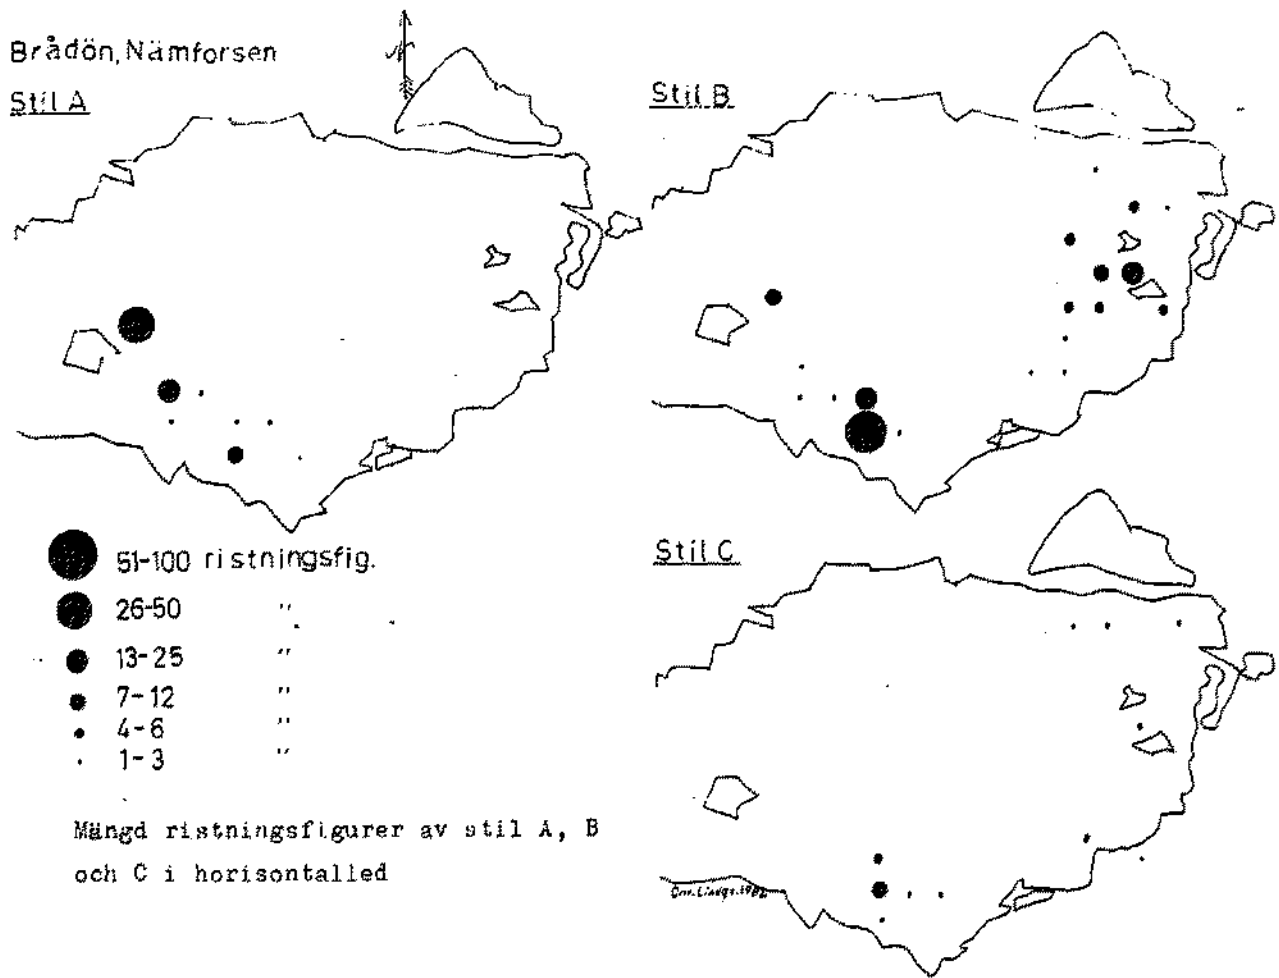 Brådön, Nämforsen
Stil A
Stil B
51-100 ristningsfig.
26-50 "
13-25 "
7-12 "
4-6 "
1-3 "
Stil C
Mängd ristningsfigurer av stil A, B
och C i horisontalled